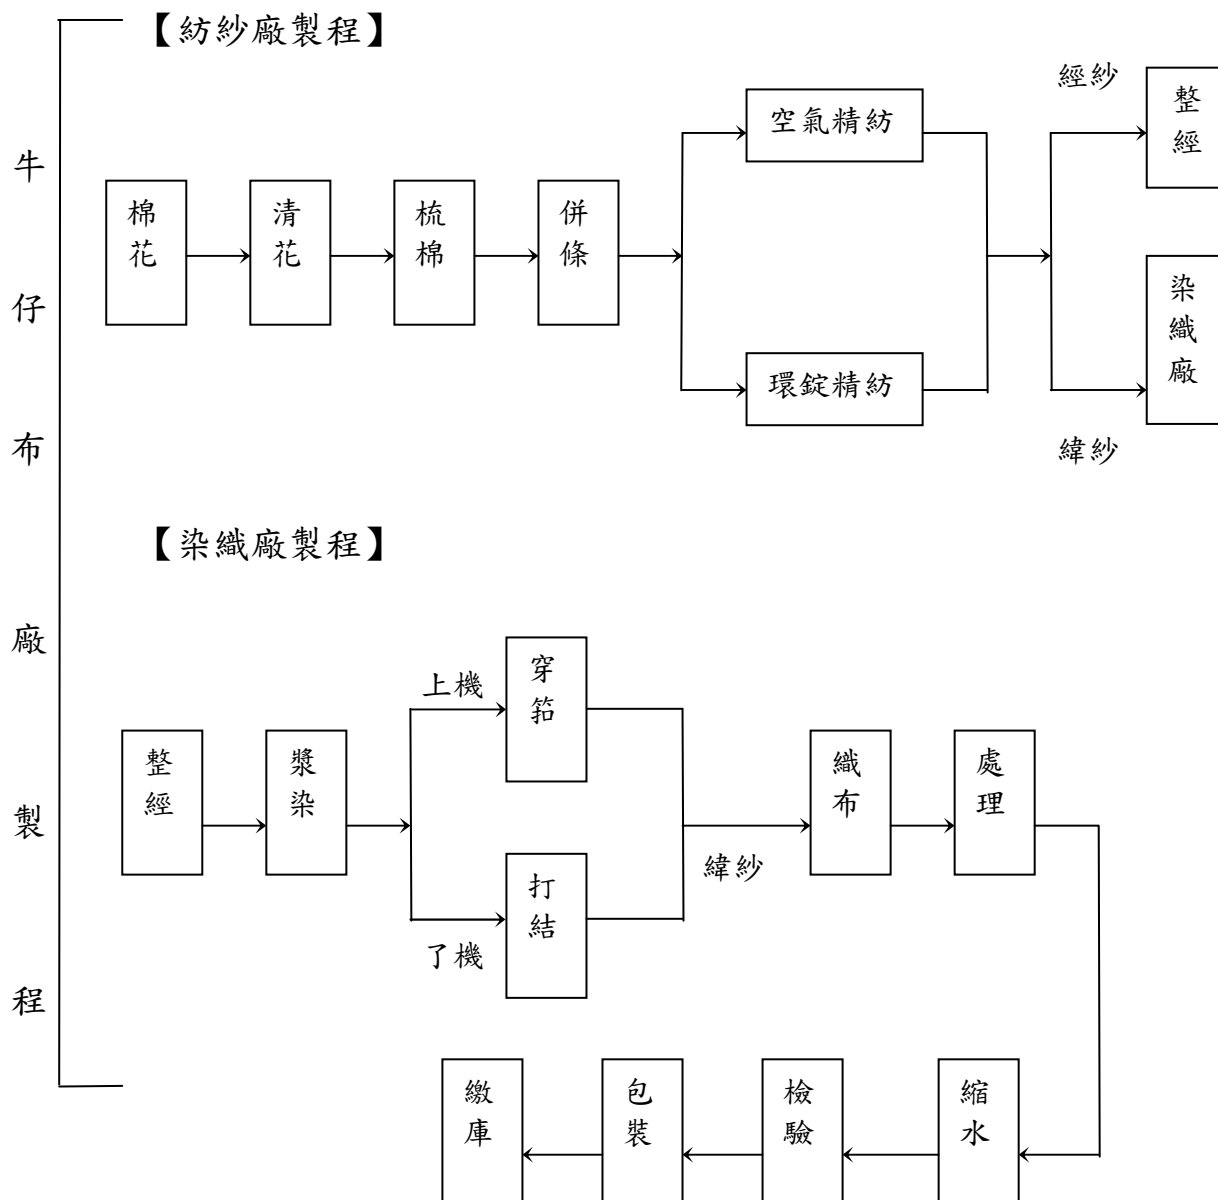 牛仔布廠製程
【紡紗廠製程】
棉花
清花
梳棉
併條
空氣精紡
環錠精紡
經紗
整經
染織廠
緯紗
【染織廠製程】
整經
漿染
上機
穿筘
了機
打結
緯紗
織布
處理
縮水
檢驗
包裝
繳庫